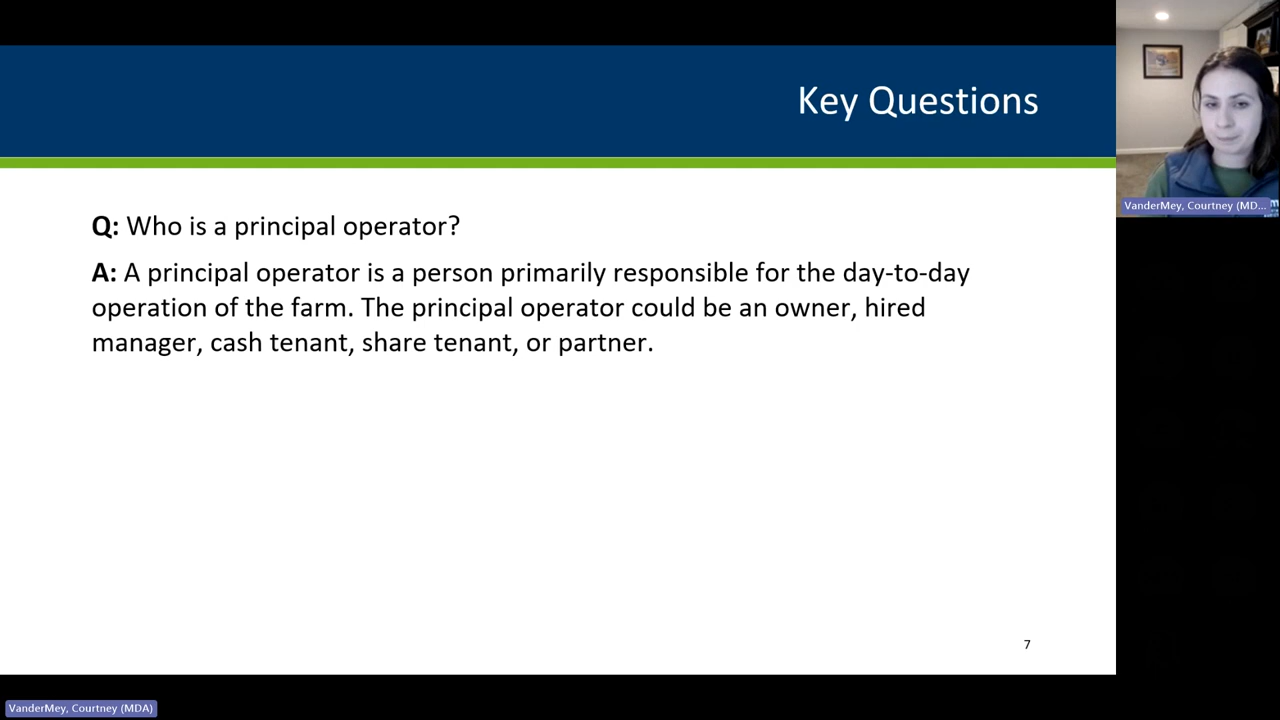 Key Questions
Q: Who is a principal operator?
A: A principal operator is a person primarily responsible for the day-to-day
operation of the farm. The principal operator could be an owner, hired
manager, cash tenant, share tenant, or partner.
7
VanderMey, Courtney (MD...
VanderMey, Courtney (MDA)